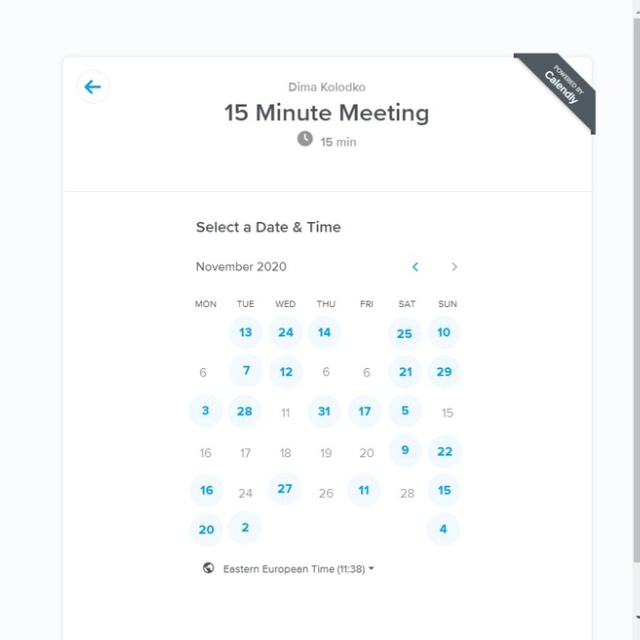 POWERED BY
Calendly
Dima Kolodko
15 Minute Meeting
15 min
Select a Date & Time
November 2020
MON TUE WED THU FRI SAT SUN
13 24 14 25 10
6 7 12 6 6 21 29
3 28 11 31 17 5 15
16 17 18 19 20 9 22
16 24 27 26 11 28 15
20 2 4
Eastern European Time (11:38)